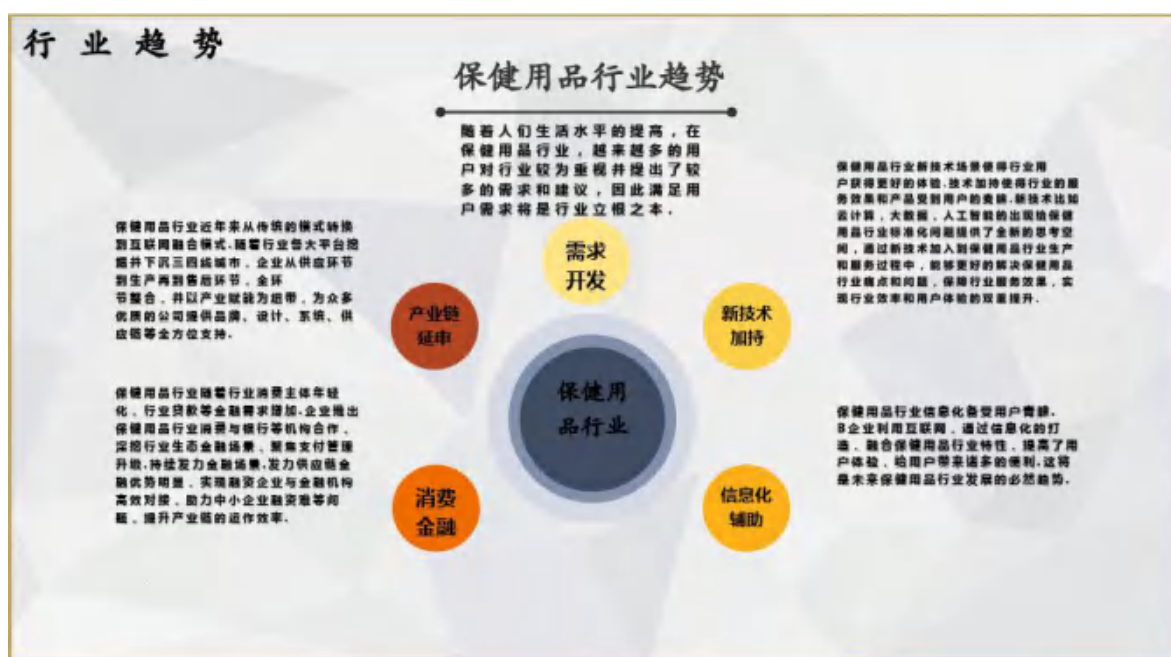 行 业 趋 势
保健用品行业趋势
随着人们生活水平的提高，在
保健用品行业，越来越多的用
户对行业较为重视并提出了较
多的需求和建议，因此满足用
户需求将是行业立根之本.
保健用品行业近年来从传统的模式转换
到互联网融合模式.随着行业各大平台挖
掘并下沉三四线城市，企业从供应环节
到生产再到售后环节，全环
节整合，并以产业赋能为纽带，为众多
优质的公司提供品牌、设计、系统、供
应链等全方位支持.
保健用品行业随着行业消费主体年轻
化，行业贷款等金融需求增加.企业推出
保健用品行业消费与银行等机构合作，
深挖行业生态金融场景，聚焦支付管理
升级.持续发力金融场景.发力供应链金
融优势明显，实现融资企业与金融机构
高效对接，助力中小企业融资难等问
题，提升产业链的运作效率.
需求
开发
产业链
延申
新技术
加持
保健用
品行业
消费
金融
信息化
辅助
保健用品行业新技术场景使得行业用
户获得更好的体验.技术加持使得行业的服
务效果和产品受到用户的青睐.新技术比如
云计算，大数据，人工智能的出现给保健
用品行业标准化问题提供了全新的思考空
间，通过新技术加入到保健用品行业生产
和服务过程中，能够更好的解决保健用品
行业痛点和问题，保障行业服务效果，实
现行业效率和用户体验的双重提升.
保健用品行业信息化备受用户青睐.
B企业利用互联网，通过信息化的打
造，融合保健用品行业特性，提高了用
户体验，给用户带来诸多的便利.这将
是未来保健用品行业发展的必然趋势.